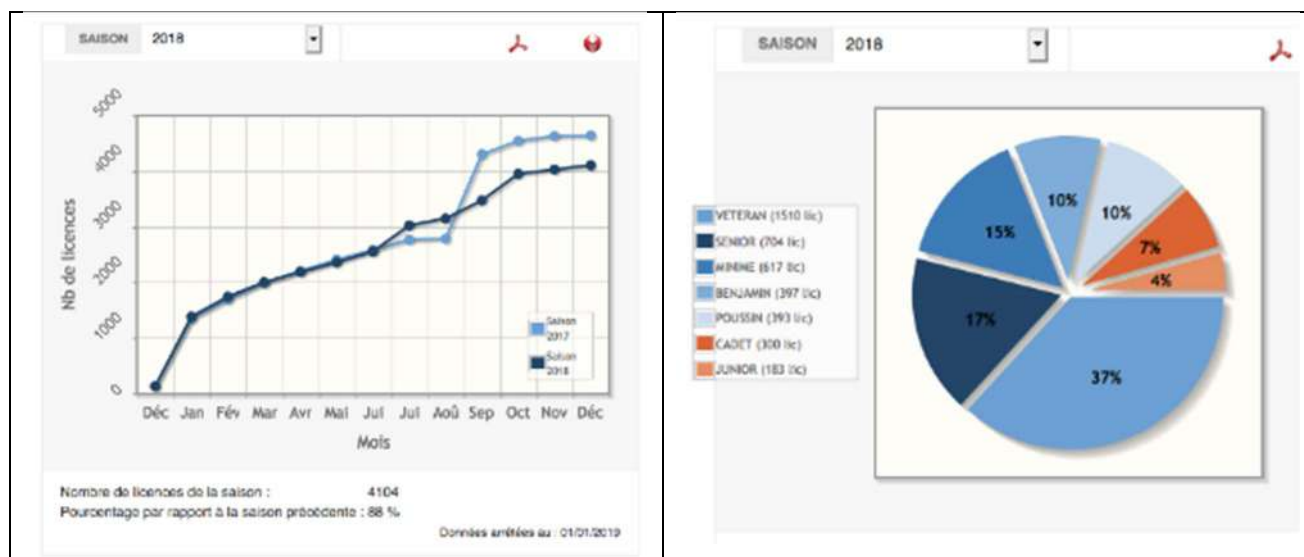 SAISON 2018
Nb de licences
5000
4000
3000
2000
1000
0
Saison
2017
Saison
2018
Déc Jan Fév Mar Avr Mai Jui Jui Aoû Sep Oct Nov Déc
Mois
Nombre de licences de la saison : 4104
Pourcentage par rapport à la saison précédente : 88 %
Données arrêtées au : 01/01/2019
SAISON 2018
VETERAN (1510 lic)
SENIOR (704 lic)
MINIME (617 lic)
BENJAMIN (397 lic)
POUSSIN (393 lic)
CADET (300 lic)
JUNIOR (183 lic)
10%
10%
15%
7%
4%
17%
37%